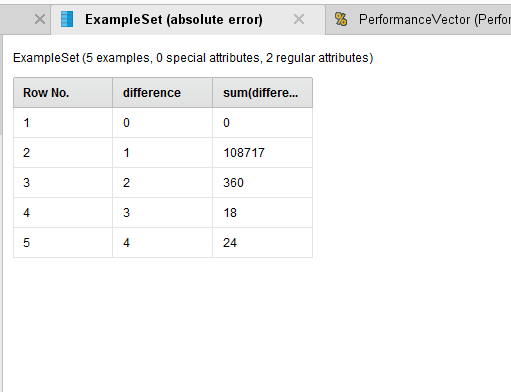 ExampleSet (absolute error) PerformanceVector (Perfor
ExampleSet (5 examples, 0 special attributes, 2 regular attributes)
Row No. difference sum(differe...
1 0 0
2 1 108717
3 2 360
4 3 18
5 4 24